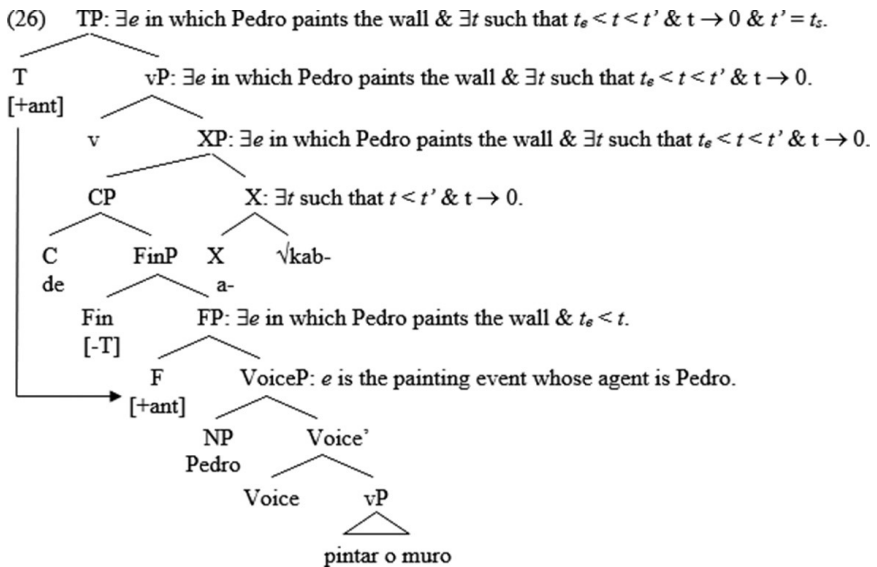 (26) TP: ∃e in which Pedro paints the wall & ∃t such that tₑ < t < t’ & t → 0 & t’ = tₛ.
T vP: ∃e in which Pedro paints the wall & ∃t such that tₑ < t < t’ & t → 0.
[+ant]
v XP: ∃e in which Pedro paints the wall & ∃t such that tₑ < t < t’ & t → 0.
CP X: ∃t such that t < t’ & t → 0.
C FinP X √kab-
de a-
Fin FP: ∃e in which Pedro paints the wall & tₑ < t.
[-T]
F VoiceP: e is the painting event whose agent is Pedro.
[+ant]
NP Voice’
Pedro
Voice vP
pintar o muro